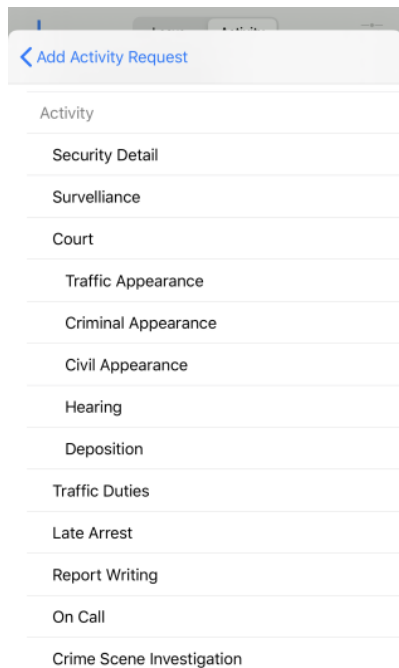 Add Activity Request
Activity
Security Detail
Survelliance
Court
Traffic Appearance
Criminal Appearance
Civil Appearance
Hearing
Deposition
Traffic Duties
Late Arrest
Report Writing
On Call
Crime Scene Investigation